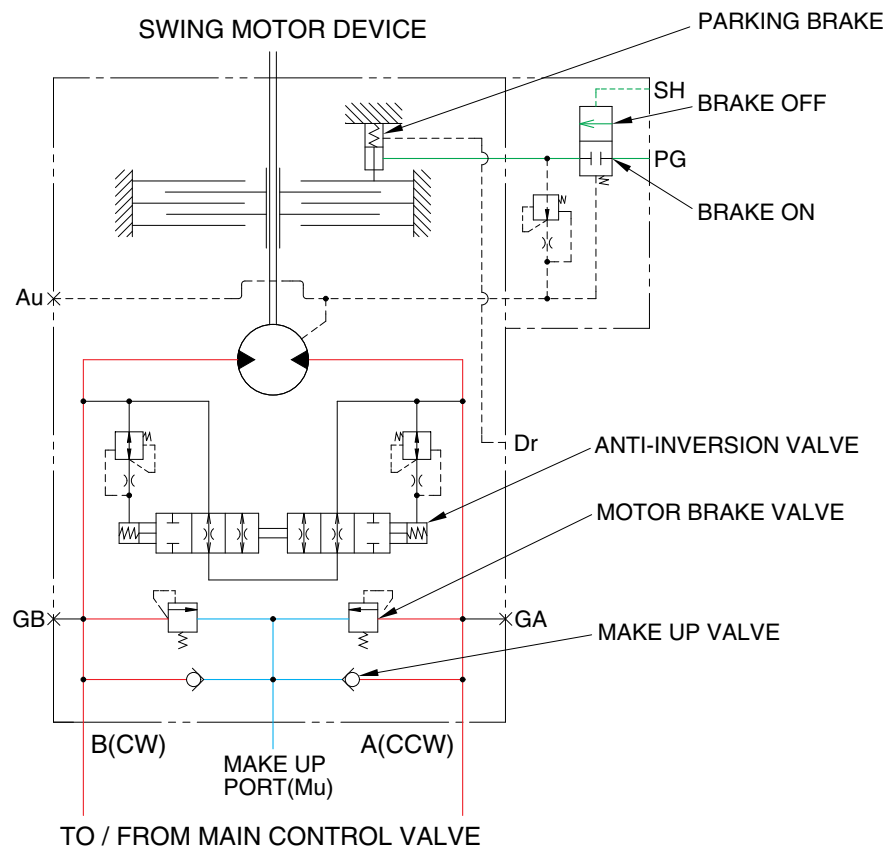 SWING MOTOR DEVICE
PARKING BRAKE
SH
BRAKE OFF
PG
BRAKE ON
Au
Dr
ANTI-INVERSION VALVE
MOTOR BRAKE VALVE
GB
GA
MAKE UP VALVE
B(CW)
A(CCW)
MAKE UP
PORT(Mu)
TO / FROM MAIN CONTROL VALVE